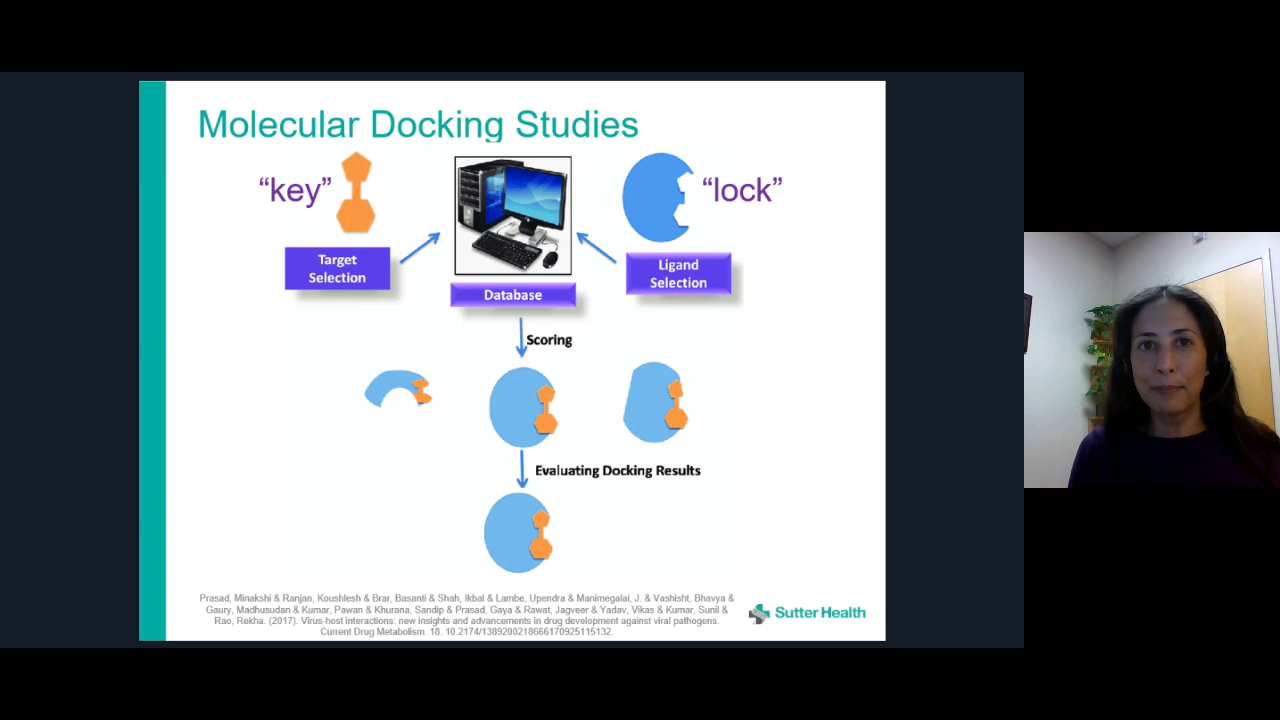 Molecular Docking Studies
“key”
“lock”
Target
Selection
Ligand
Selection
Database
Scoring
Evaluating Docking Results
Prasad, Minakshi & Ranjan, Koushlesh & Brar, Basanti & Shah, Ikbal & Lambe, Upendra & Manimegalai, J. & Vashisht, Bhavya &
Gaury, Madhusudan & Kumar, Pawan & Khurana, Sandip & Prasad, Gaya & Rawat, Jagveer & Yadav, Vikas & Kumar, Sunil &
Rao, Rekha. (2017). Virus-host interactions: new insights and advancements in drug development against viral pathogens.
Current Drug Metabolism. 18. 10.2174/1389200218666170925115132.
Sutter Health